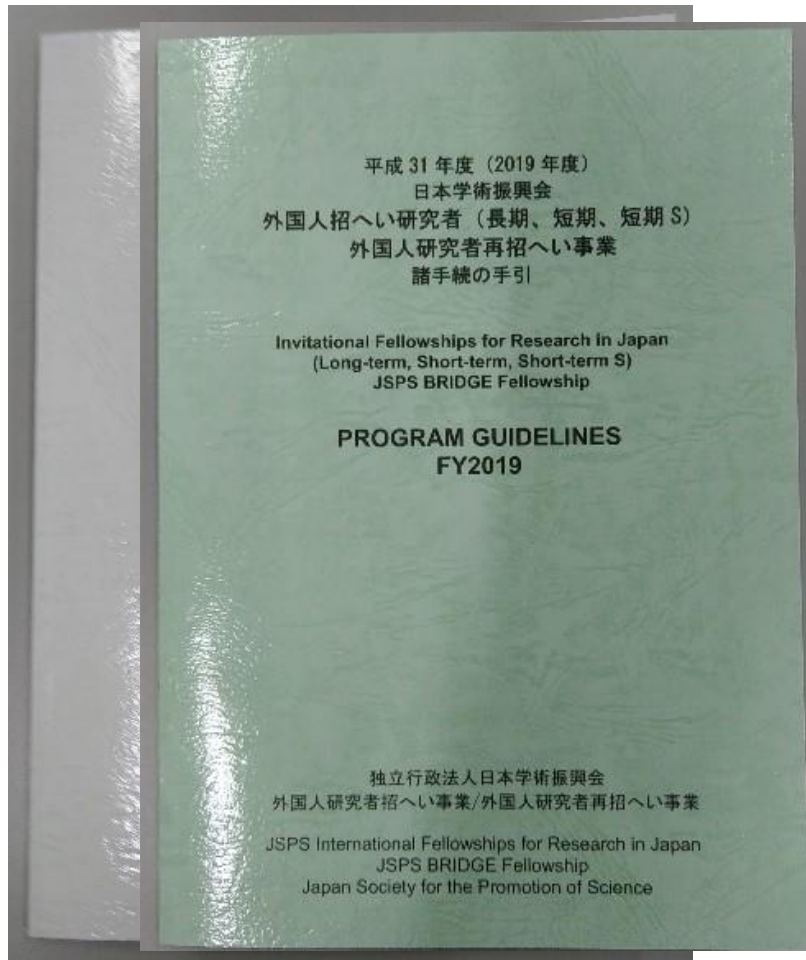 平成 31 年度（2019 年度）
日本学術振興会
外国人招へい研究者（長期、短期、短期 S）
外国人研究者再招へい事業
諸手続の手引
Invitational Fellowships for Research in Japan
(Long-term, Short-term, Short-term S)
JSPS BRIDGE Fellowship
PROGRAM GUIDELINES
FY2019
独立行政法人日本学術振興会
外国人研究者招へい事業/外国人研究者再招へい事業
JSPS International Fellowships for Research in Japan
JSPS BRIDGE Fellowship
Japan Society for the Promotion of Science